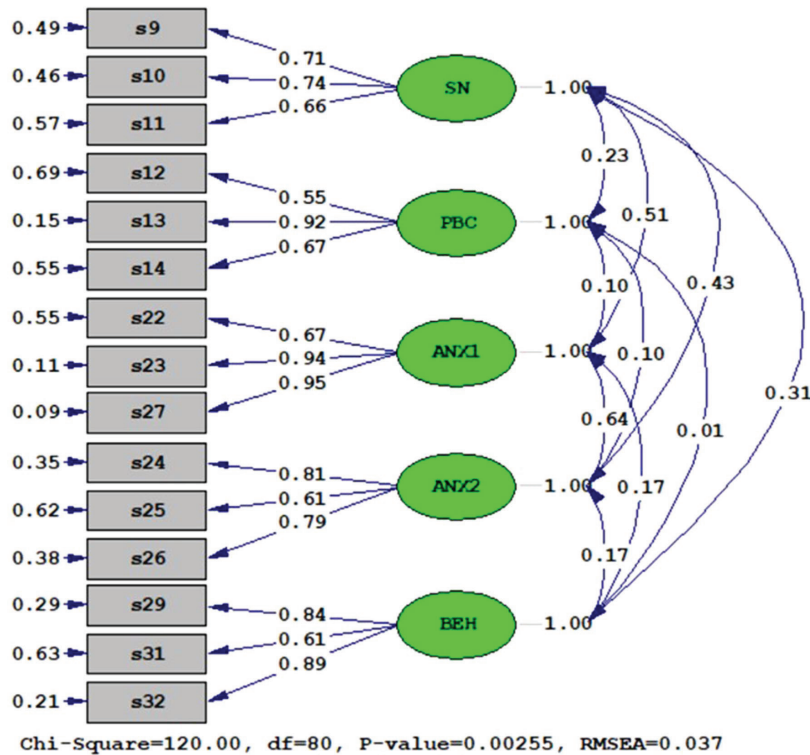 0.49 s9 0.71
0.46 s10 0.74 SN 1.00
0.57 s11 0.66
0.23
0.69 s12 0.55
0.51
0.15 s13 0.92 PBC 1.00
0.55 s14 0.67
0.10 0.43
0.55 s22 0.67
0.11 s23 0.94 ANX1 1.00 0.10
0.09 s27 0.95
0.31
0.64 0.01
0.35 s24 0.81
0.62 s25 0.61 ANX2 1.00 0.17
0.38 s26 0.79
0.17
0.29 s29 0.84
0.63 s31 0.61 BEH 1.00
0.21 s32 0.89
Chi-Square=120.00, df=80, P-value=0.00255, RMSEA=0.037